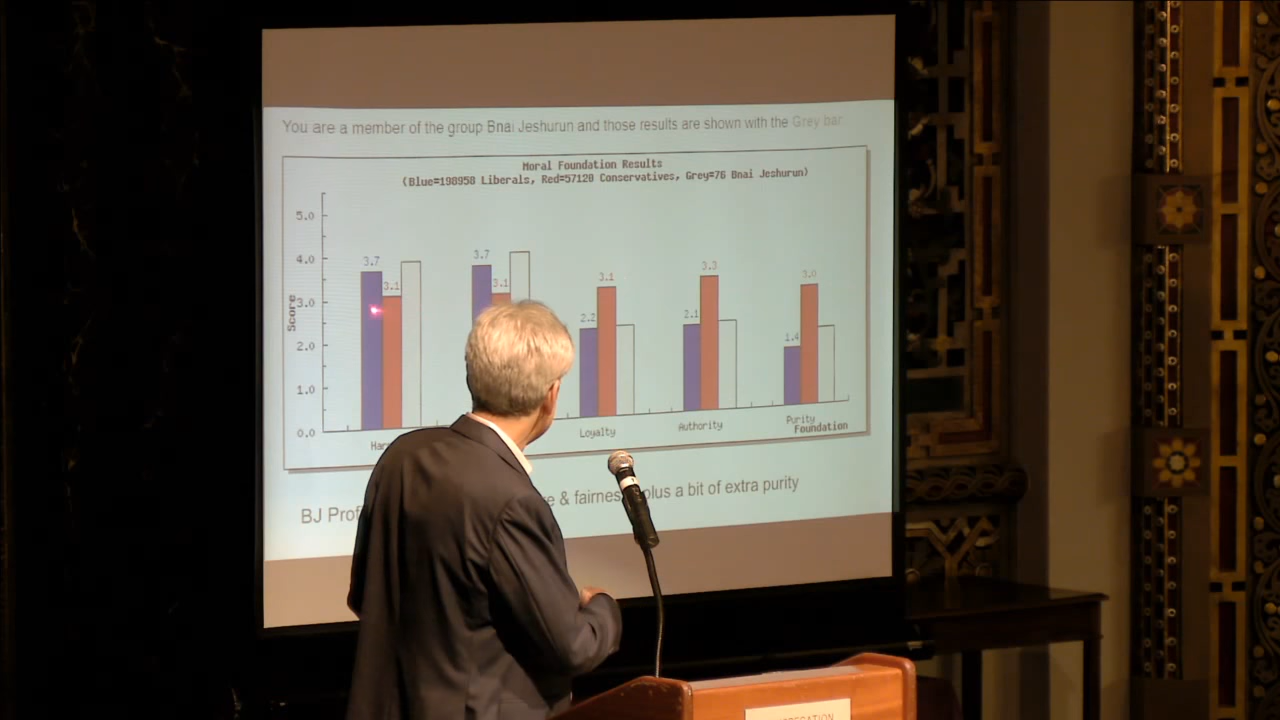 You are a member of the group Bnai Jeshurun and those results are shown with the Grey bar
Moral Foundation Results
(Blue=198958 Liberals, Red=57120 Conservatives, Grey=76 Bnai Jeshurun)
5.0
4.0
3.0
2.0
1.0
0.0
Score
3.7
3.1
3.7
3.1
2.2
3.1
2.1
3.3
1.4
3.0
Loyalty
Authority
Purity
Foundation
BJ
& fairness plus a bit of extra purity